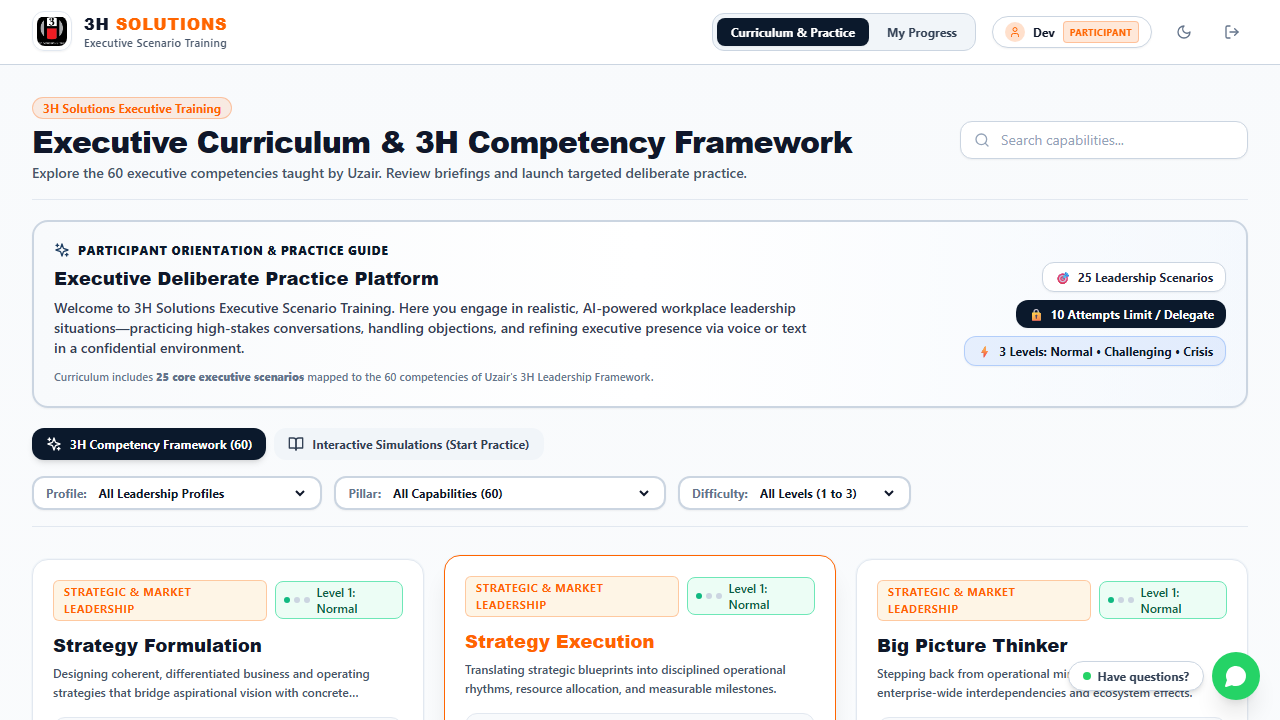 3H SOLUTIONS
Executive Scenario Training
Curriculum & Practice
My Progress
Dev
PARTICIPANT
3H Solutions Executive Training
Executive Curriculum & 3H Competency Framework
Explore the 60 executive competencies taught by Uzair. Review briefings and launch targeted deliberate practice.
Search capabilities...
PARTICIPANT ORIENTATION & PRACTICE GUIDE
Executive Deliberate Practice Platform
Welcome to 3H Solutions Executive Scenario Training. Here you engage in realistic, AI-powered workplace leadership
situations—practicing high-stakes conversations, handling objections, and refining executive presence via voice or text
in a confidential environment.
Curriculum includes 25 core executive scenarios mapped to the 60 competencies of Uzair's 3H Leadership Framework.
25 Leadership Scenarios
10 Attempts Limit / Delegate
3 Levels: Normal • Challenging • Crisis
3H Competency Framework (60)
Interactive Simulations (Start Practice)
Profile: All Leadership Profiles
Pillar: All Capabilities (60)
Difficulty: All Levels (1 to 3)
STRATEGIC & MARKET
LEADERSHIP
Level 1:
Normal
Strategy Formulation
Designing coherent, differentiated business and operating
strategies that bridge aspirational vision with concrete...
STRATEGIC & MARKET
LEADERSHIP
Level 1:
Normal
Strategy Execution
Translating strategic blueprints into disciplined operational
rhythms, resource allocation, and measurable milestones.
STRATEGIC & MARKET
LEADERSHIP
Level 1:
Normal
Big Picture Thinker
Stepping back from operational
enterprise-wide interdependencies and ecosystem effects.
Have questions?